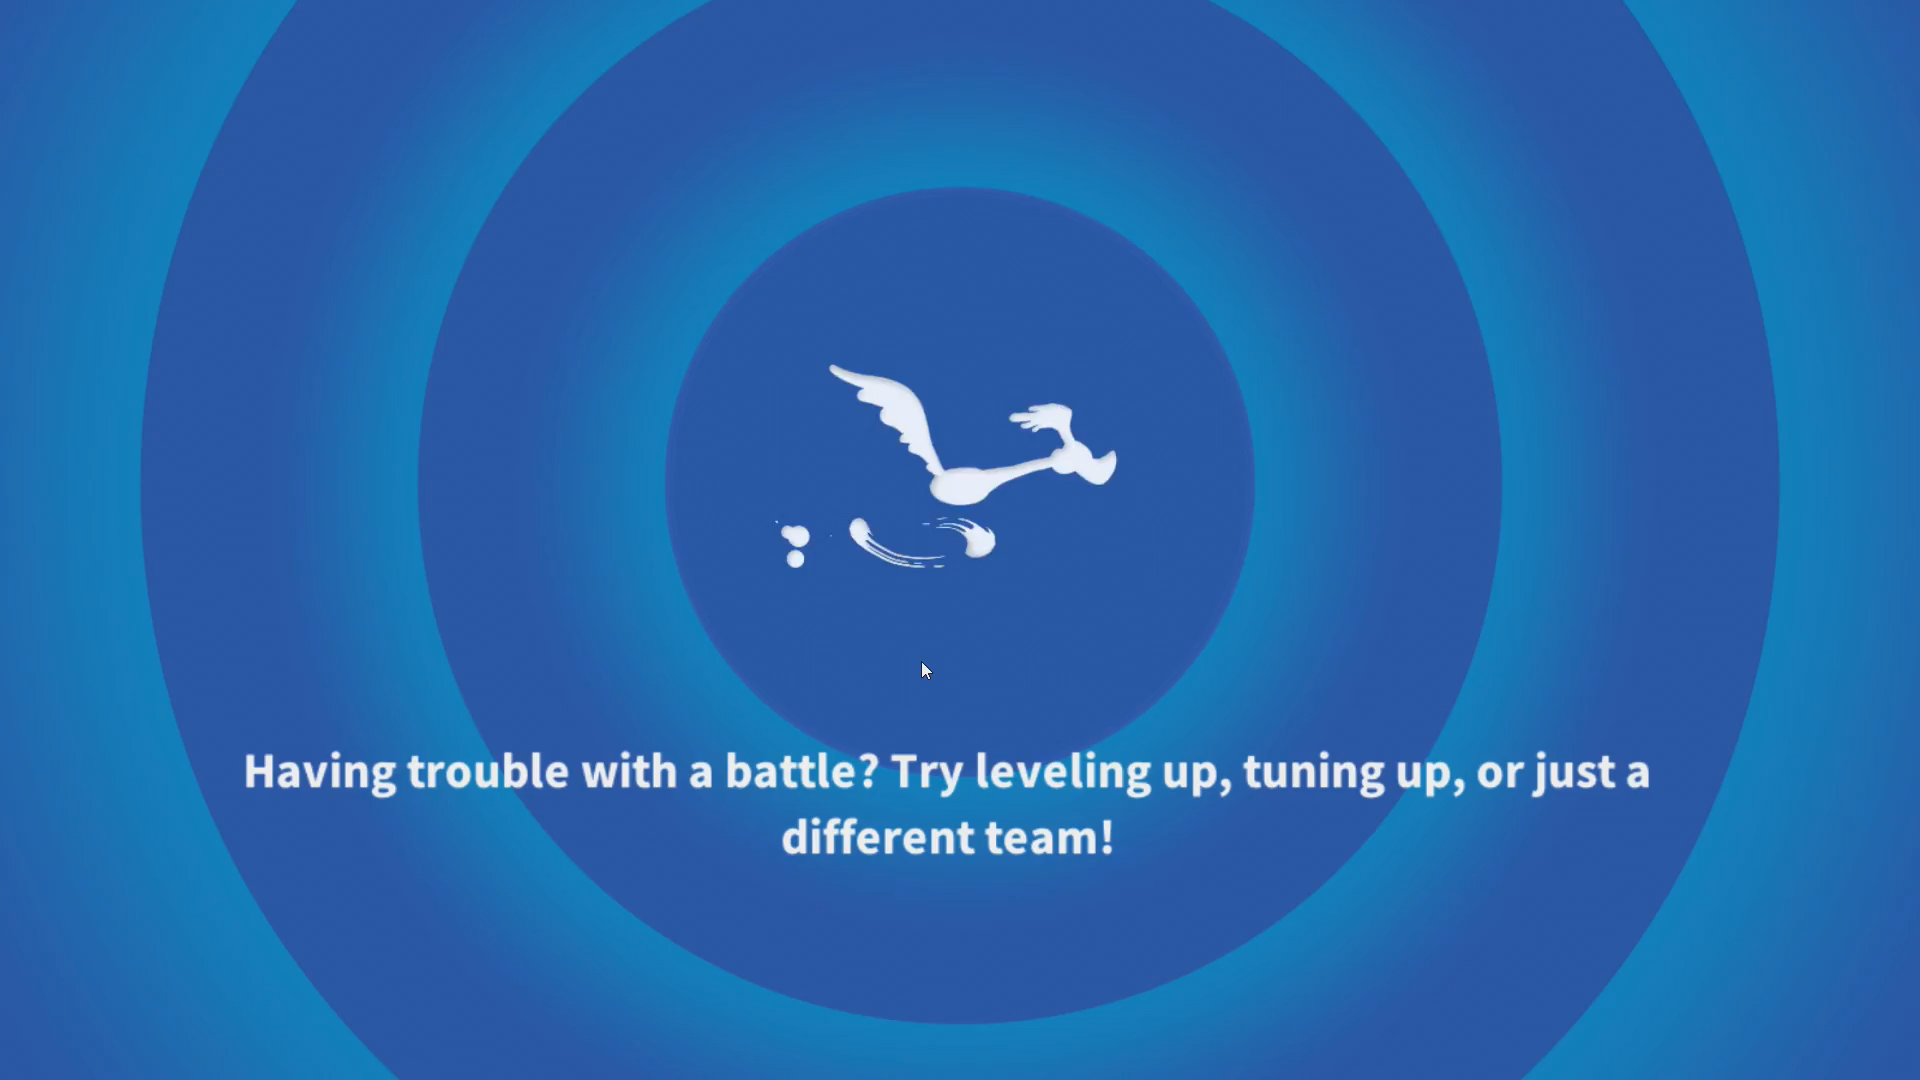 Having trouble with a battle? Try leveling up, tuning up, or just a
different team!